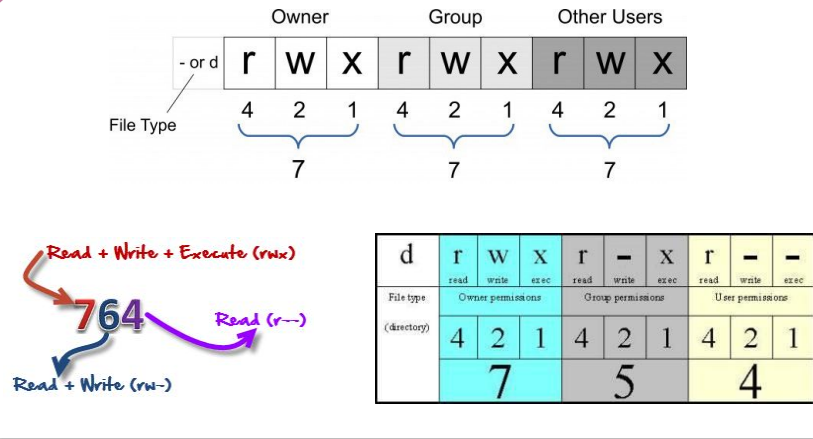 Owner Group Other Users
- or d r w x r w x r w x
File Type 4 2 1 4 2 1 4 2 1
7 7 7
Read + Write + Execute (rwx)
764
Read (r--)
Read + Write (rw-)
d r w x r – x r – –
read write exec read write exec read write exec
File type Owner permissions Group permissions User permissions
(directory) 4 2 1 4 2 1 4 2 1
7 5 4